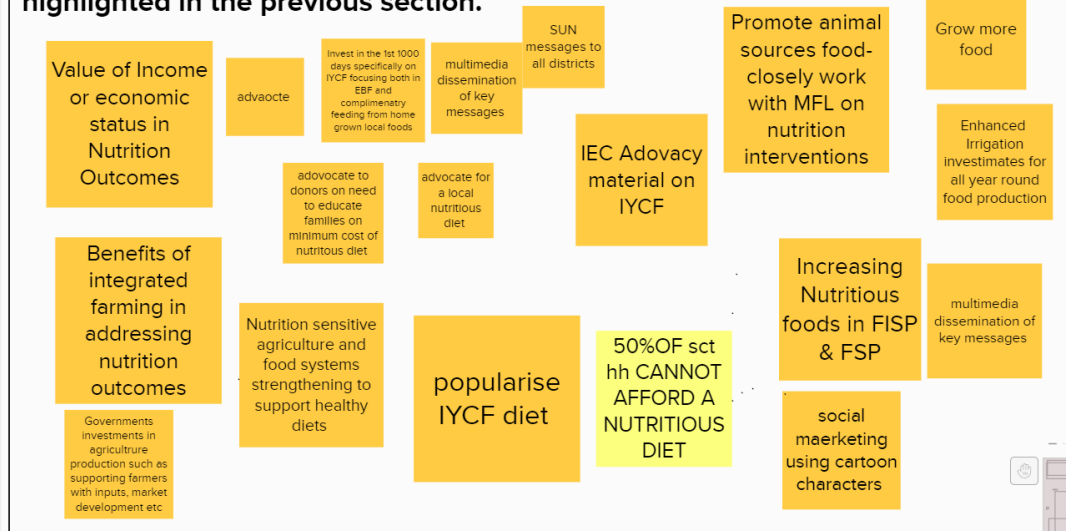 highlighted in the previous section.
Value of Income
or economic
status in
Nutrition
Outcomes
advaocte
Invest in the 1st 1000
days specifically on
IYCF focusing both in
EBF and
complimenatry
feeding from home
grown local foods
multimedia
dissemination
of key
messages
SUN
messages to
all districts
Promote animal
sources food-
closely work
with MFL on
nutrition
interventions
Grow more
food
IEC Adovacy
material on
IYCF
Enhanced
Irrigation
investimates for
all year round
food production
adovocate to
donors on need
to educate
families on
minimum cost of
nutritous diet
advocate for
a local
nutritious
diet
Benefits of
integrated
farming in
addressing
nutrition
outcomes
Nutrition sensitive
agriculture and
food systems
strengthening to
support healthy
diets
popularise
IYCF diet
50%OF sct
hh CANNOT
AFFORD A
NUTRITIOUS
DIET
Increasing
Nutritious
foods in FISP
& FSP
multimedia
dissemination of
key messages
Governments
investments in
agricultrure
production such as
supporting farmers
with inputs, market
development etc
social
maerketing
using cartoon
characters